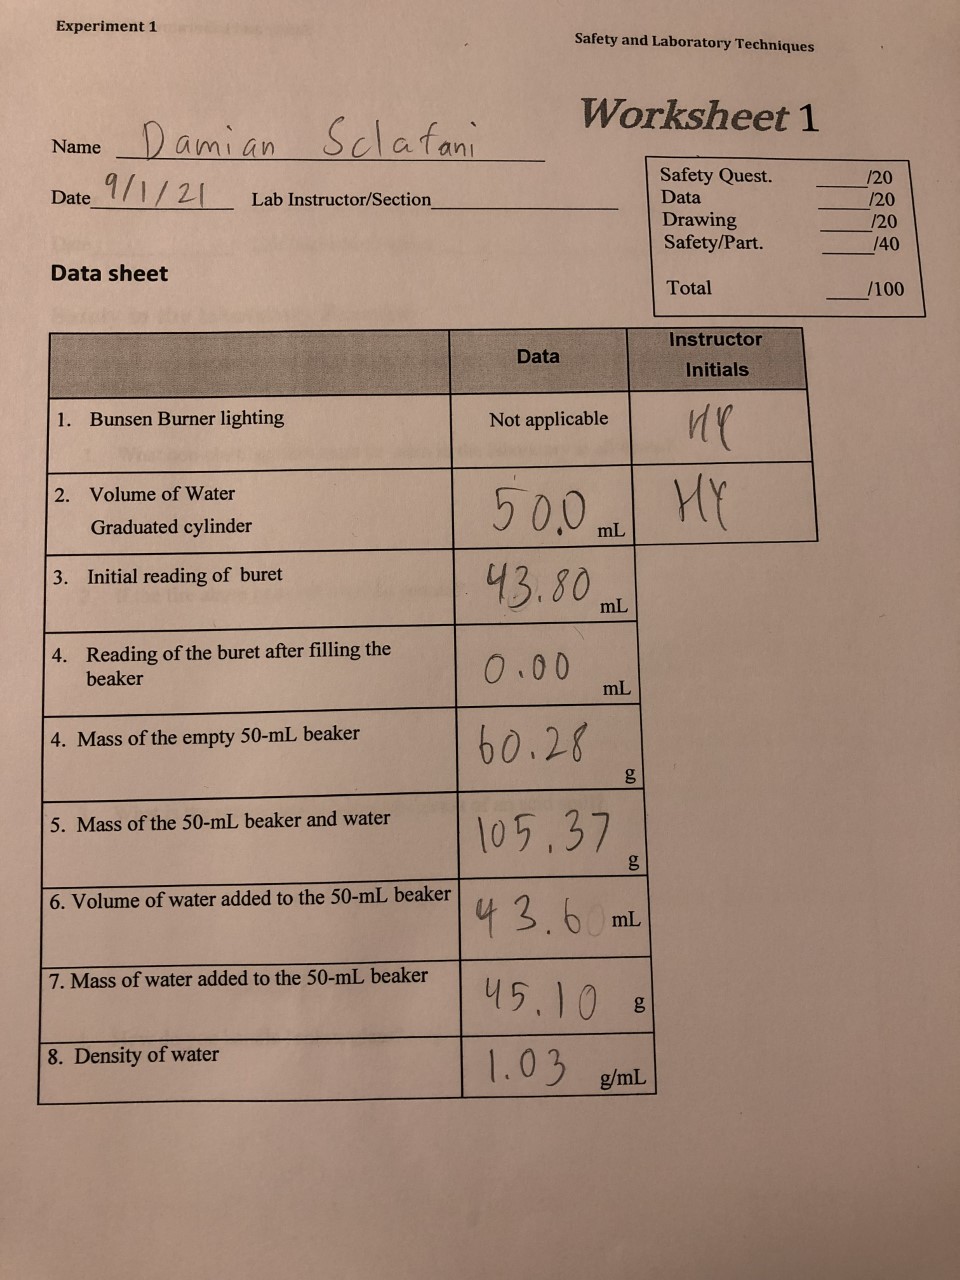 Experiment 1
Safety and Laboratory Techniques
Worksheet 1
Name Damian Sclafani
Date 9/1/21 Lab Instructor/Section
Safety Quest. /20
Data /20
Drawing /20
Safety/Part. /40
Total /100
Data sheet
Data Instructor
Initials
1. Bunsen Burner lighting Not applicable HY
2. Volume of Water
Graduated cylinder 50.0 mL HY
3. Initial reading of buret 43.80 mL
4. Reading of the buret after filling the
beaker 0.00 mL
4. Mass of the empty 50-mL beaker 60.28 g
5. Mass of the 50-mL beaker and water 105.37 g
6. Volume of water added to the 50-mL beaker 43.6 mL
7. Mass of water added to the 50-mL beaker 45.10 g
8. Density of water 1.03 g/mL